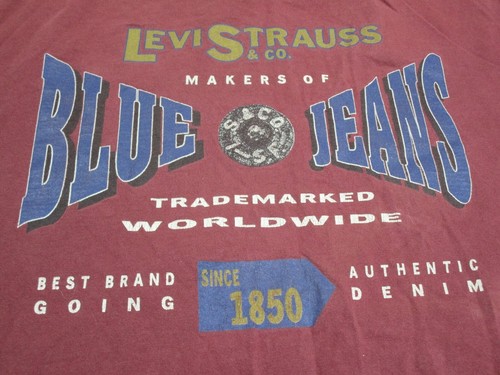 LEVI STRAUSS
& CO.
MAKERS OF
BLUE JEANS
TRADEMARKED
WORLDWIDE
BEST BRAND
GOING
SINCE
1850
AUTHENTIC
DENIM